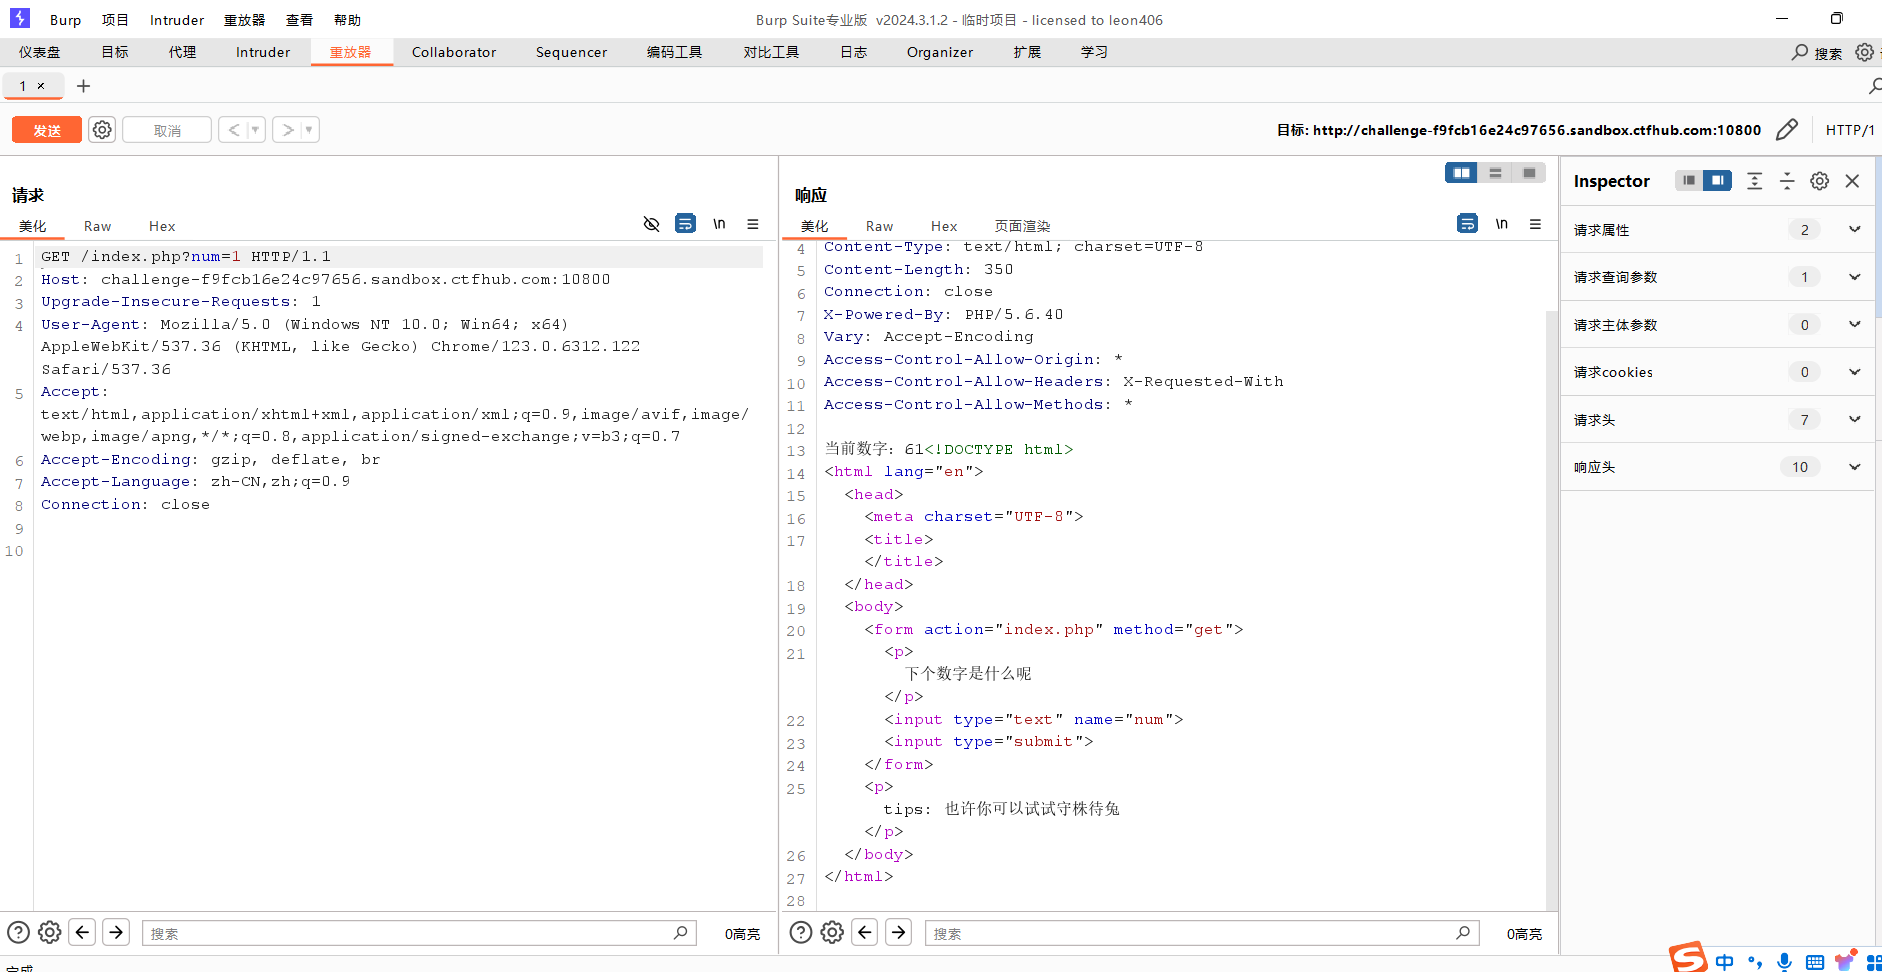 Burp 项目 Intruder 重放器 查看 帮助 Burp Suite专业版 v2024.3.1.2 - 临时项目 - licensed to leon406
仪表盘 目标 代理 Intruder 重放器 Collaborator Sequencer 编码工具 对比工具 日志 Organizer 扩展 学习 搜索
1 × +
发送 取消 < > 目标: http://challenge-f9fcb16e24c97656.sandbox.ctfhub.com:10800 HTTP/1
请求
美化 Raw Hex \n
1 GET /index.php?num=1 HTTP/1.1
2 Host: challenge-f9fcb16e24c97656.sandbox.ctfhub.com:10800
3 Upgrade-Insecure-Requests: 1
4 User-Agent: Mozilla/5.0 (Windows NT 10.0; Win64; x64)
AppleWebKit/537.36 (KHTML, like Gecko) Chrome/123.0.6312.122
Safari/537.36
5 Accept:
text/html,application/xhtml+xml,application/xml;q=0.9,image/avif,image/
webp,image/apng,*/*;q=0.8,application/signed-exchange;v=b3;q=0.7
6 Accept-Encoding: gzip, deflate, br
7 Accept-Language: zh-CN,zh;q=0.9
8 Connection: close
9
10
搜索 0高亮
响应
美化 Raw Hex 页面渲染 \n
4 Content-Type: text/html; charset=UTF-8
5 Content-Length: 350
6 Connection: close
7 X-Powered-By: PHP/5.6.40
8 Vary: Accept-Encoding
9 Access-Control-Allow-Origin: *
10 Access-Control-Allow-Headers: X-Requested-With
11 Access-Control-Allow-Methods: *
12
13 当前数字: 61<!DOCTYPE html>
14 <html lang="en">
15 <head>
16 <meta charset="UTF-8">
17 <title>
</title>
18 </head>
19 <body>
20 <form action="index.php" method="get">
21 <p>
下个数字是什么呢
</p>
22 <input type="text" name="num">
23 <input type="submit">
24 </form>
25 <p>
tips: 也许你可以试试守株待兔
</p>
26 </body>
27 </html>
28
搜索 0高亮
Inspector
请求属性 2
请求查询参数 1
请求主体参数 0
请求cookies 0
请求头 7
响应头 10
完成
S 中